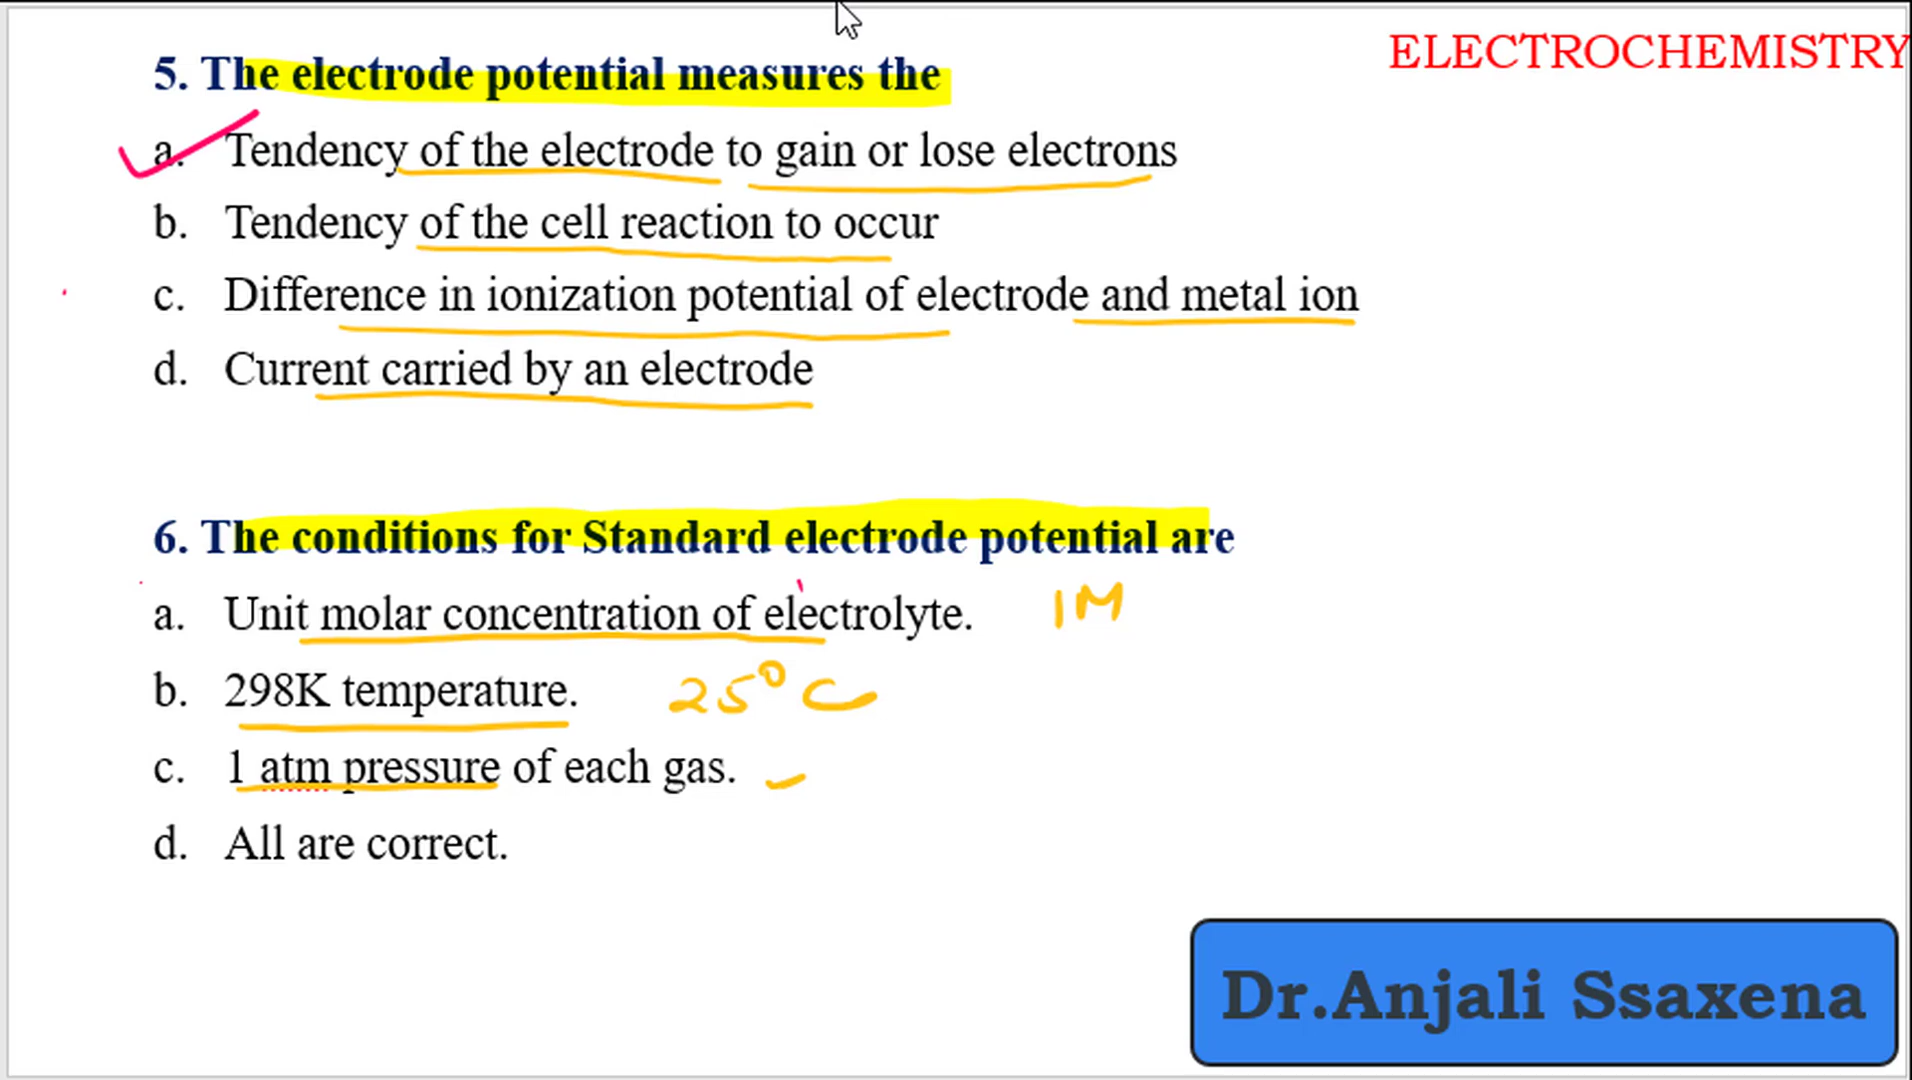 ELECTROCHEMISTRY
5. The electrode potential measures the
a. Tendency of the electrode to gain or lose electrons
b. Tendency of the cell reaction to occur
c. Difference in ionization potential of electrode and metal ion
d. Current carried by an electrode
6. The conditions for Standard electrode potential are
a. Unit molar concentration of electrolyte. 1M
b. 298K temperature. 25°C
c. 1 atm pressure of each gas.
d. All are correct.
Dr.Anjali Ssaxena